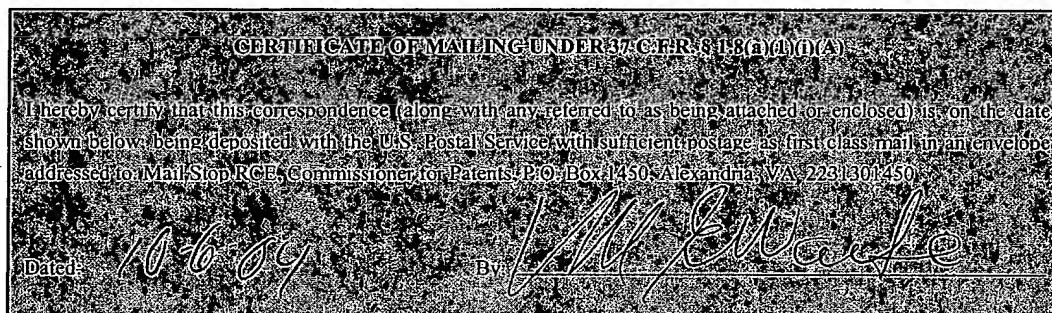 CERTIFICATE OF MAILING UNDER 37 C.F.R. § 1.8(a)(1)(i)(A)
I hereby certify that this correspondence (along with any referred to as being attached or enclosed) is, on the date
shown below, being deposited with the U.S. Postal Service with sufficient postage as first class mail in an envelope
addressed to: Mail Stop RCE, Commissioner for Patents, P.O. Box 1450, Alexandria, VA 223131450
Dated: 10-6-04 By: